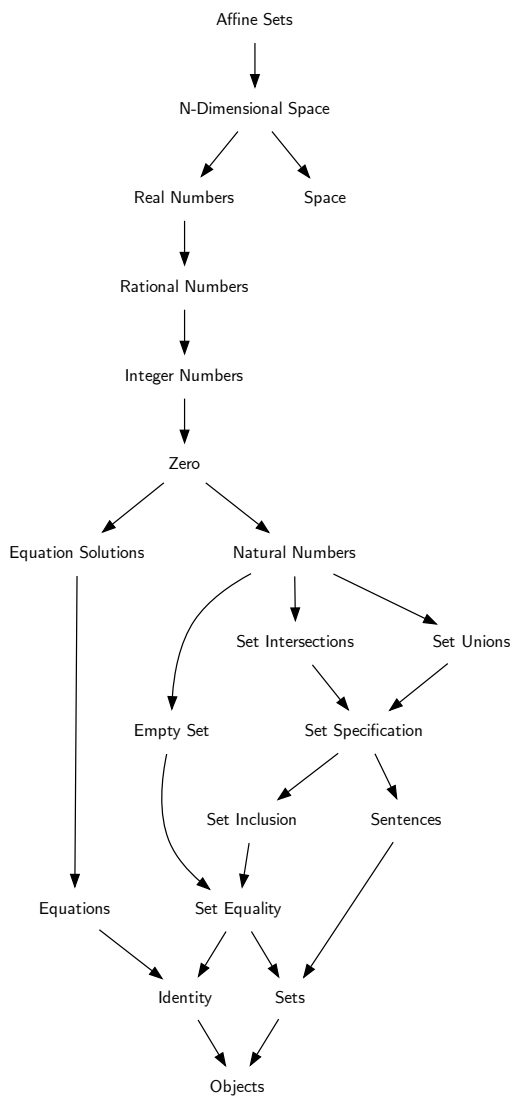 Affine Sets
N-Dimensional Space
Real Numbers
Space
Rational Numbers
Integer Numbers
Zero
Equation Solutions
Natural Numbers
Set Intersections
Set Unions
Empty Set
Set Specification
Set Inclusion
Sentences
Equations
Set Equality
Identity
Sets
Objects